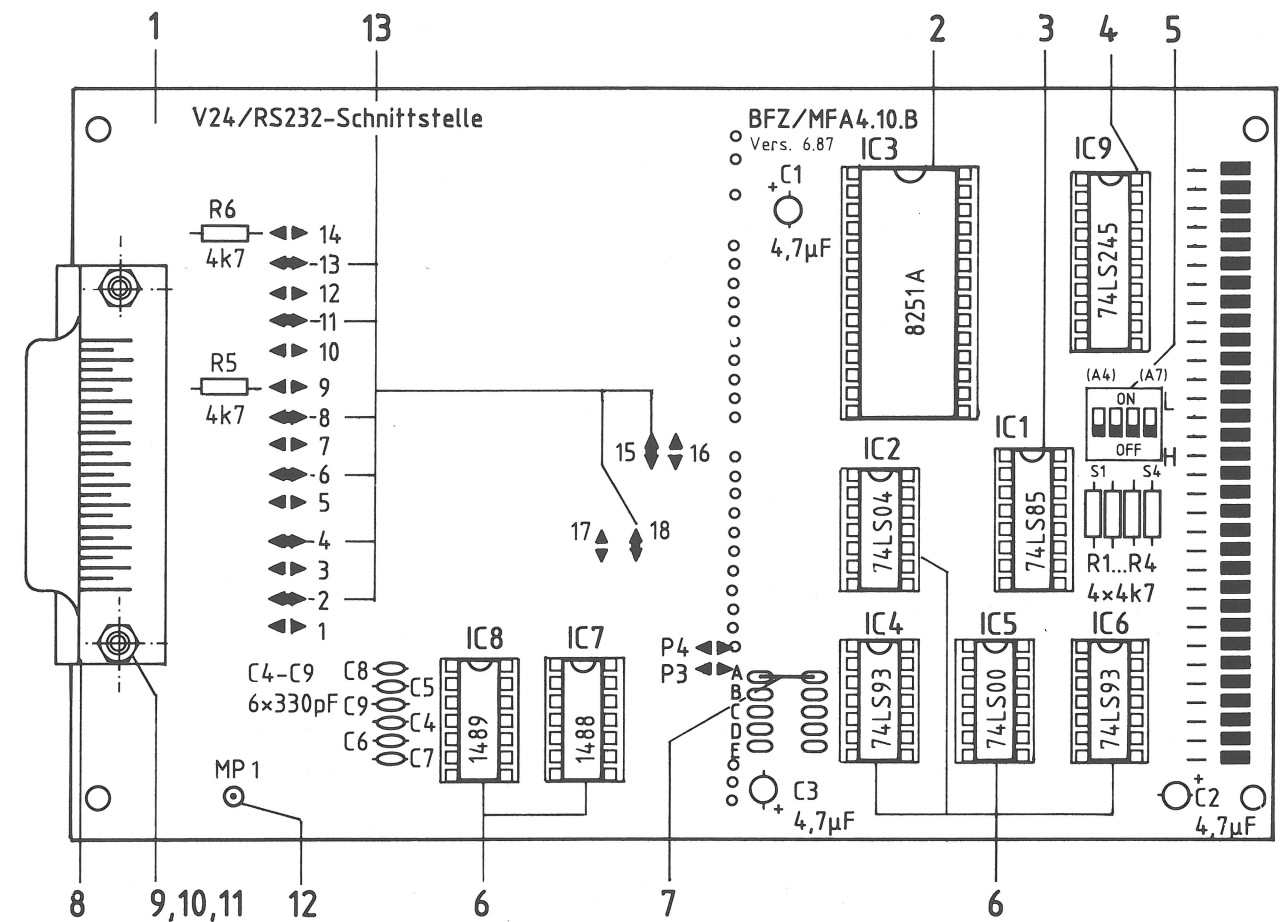 1 13 2 3 4 5
V24/RS232-Schnittstelle
BFZ/MFA4.10.B
Vers. 6.87
IC3
IC9
+ C1
4,7µF
8251A
74LS245
R6
4k7
14
13
12
11
10
R5
4k7
9
8
7
6
5
4
3
2
1
15 16
17 18
(A4) (A7)
ON
L
OFF
H
S1 S4
R1...R4
4×4k7
IC2
74LS04
IC1
74LS85
IC8
1489
IC7
1488
P4
P3
A
B
C
D
E
IC4
74LS93
IC5
74LS00
IC6
74LS93
C4-C9
6×330pF
C8
C5
C9
C4
C6
C7
MP1
+ C3
4,7µF
+
C2
4,7µF
8 9,10,11 12 6 7 6